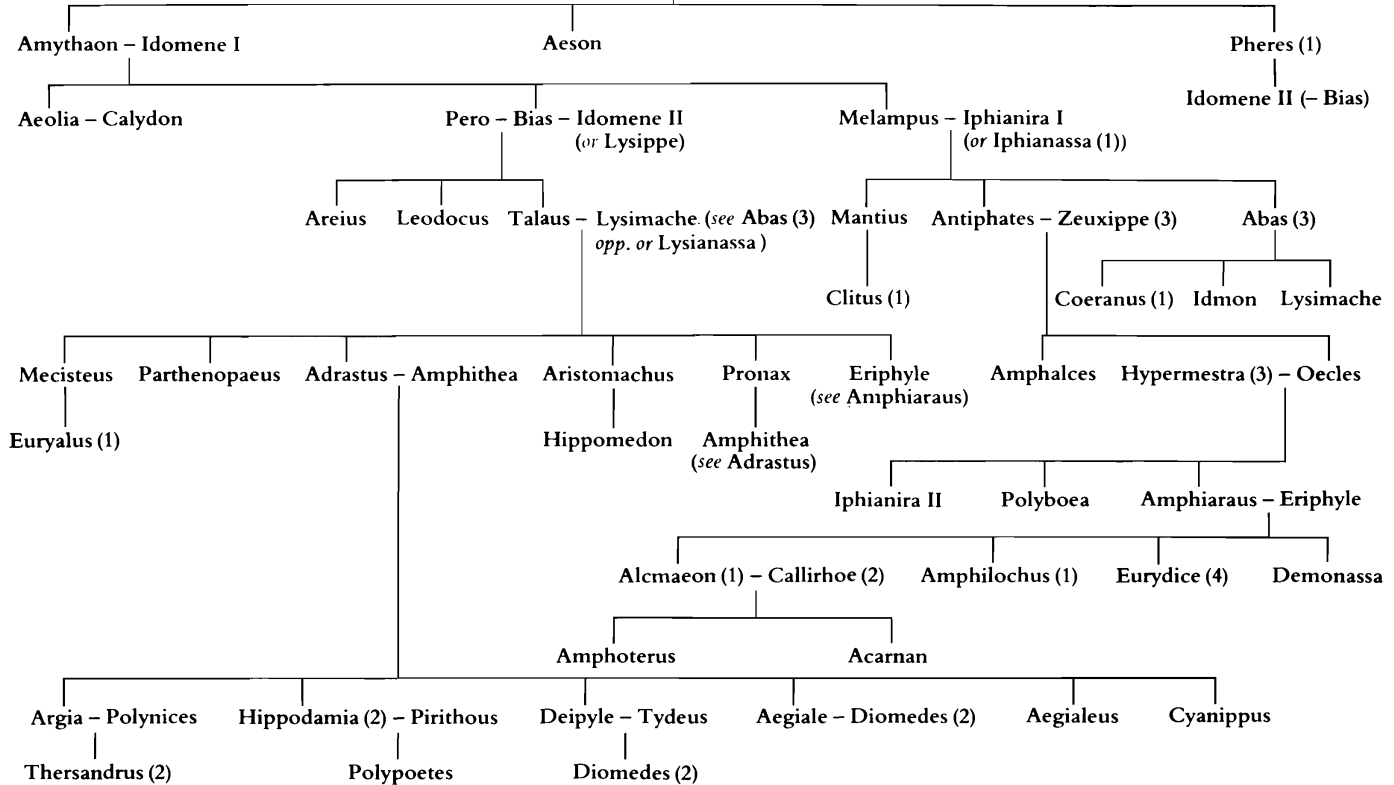 Amythaon – Idomene I Aeson Pheres (1)
Idomene II (– Bias)
Aeolia – Calydon Pero – Bias – Idomene II Melampus – Iphianira I
(or Lysippe) (or Iphianassa (1))
Areius Leodocus Talaus – Lysimache. (see Abas (3) Mantius Antiphates – Zeuxippe (3) Abas (3)
opp. or Lysianassa )
Clitus (1) Coeranus (1) Idmon Lysimache
Mecisteus Parthenopaeus Adrastus – Amphithea Aristomachus Pronax Eriphyle Amphalces Hypermestra (3) – Oecles
(see Amphiaraus)
Euryalus (1) Hippomedon Amphithea
(see Adrastus)
Iphianira II Polyboea Amphiaraus – Eriphyle
Alcmaeon (1) – Callirhoe (2) Amphilochus (1) Eurydice (4) Demonassa
Amphoterus Acarnan
Argia – Polynices Hippodamia (2) – Pirithous Deipyle – Tydeus Aegiale – Diomedes (2) Aegialeus Cyanippus
Thersandrus (2) Polypoetes Diomedes (2)